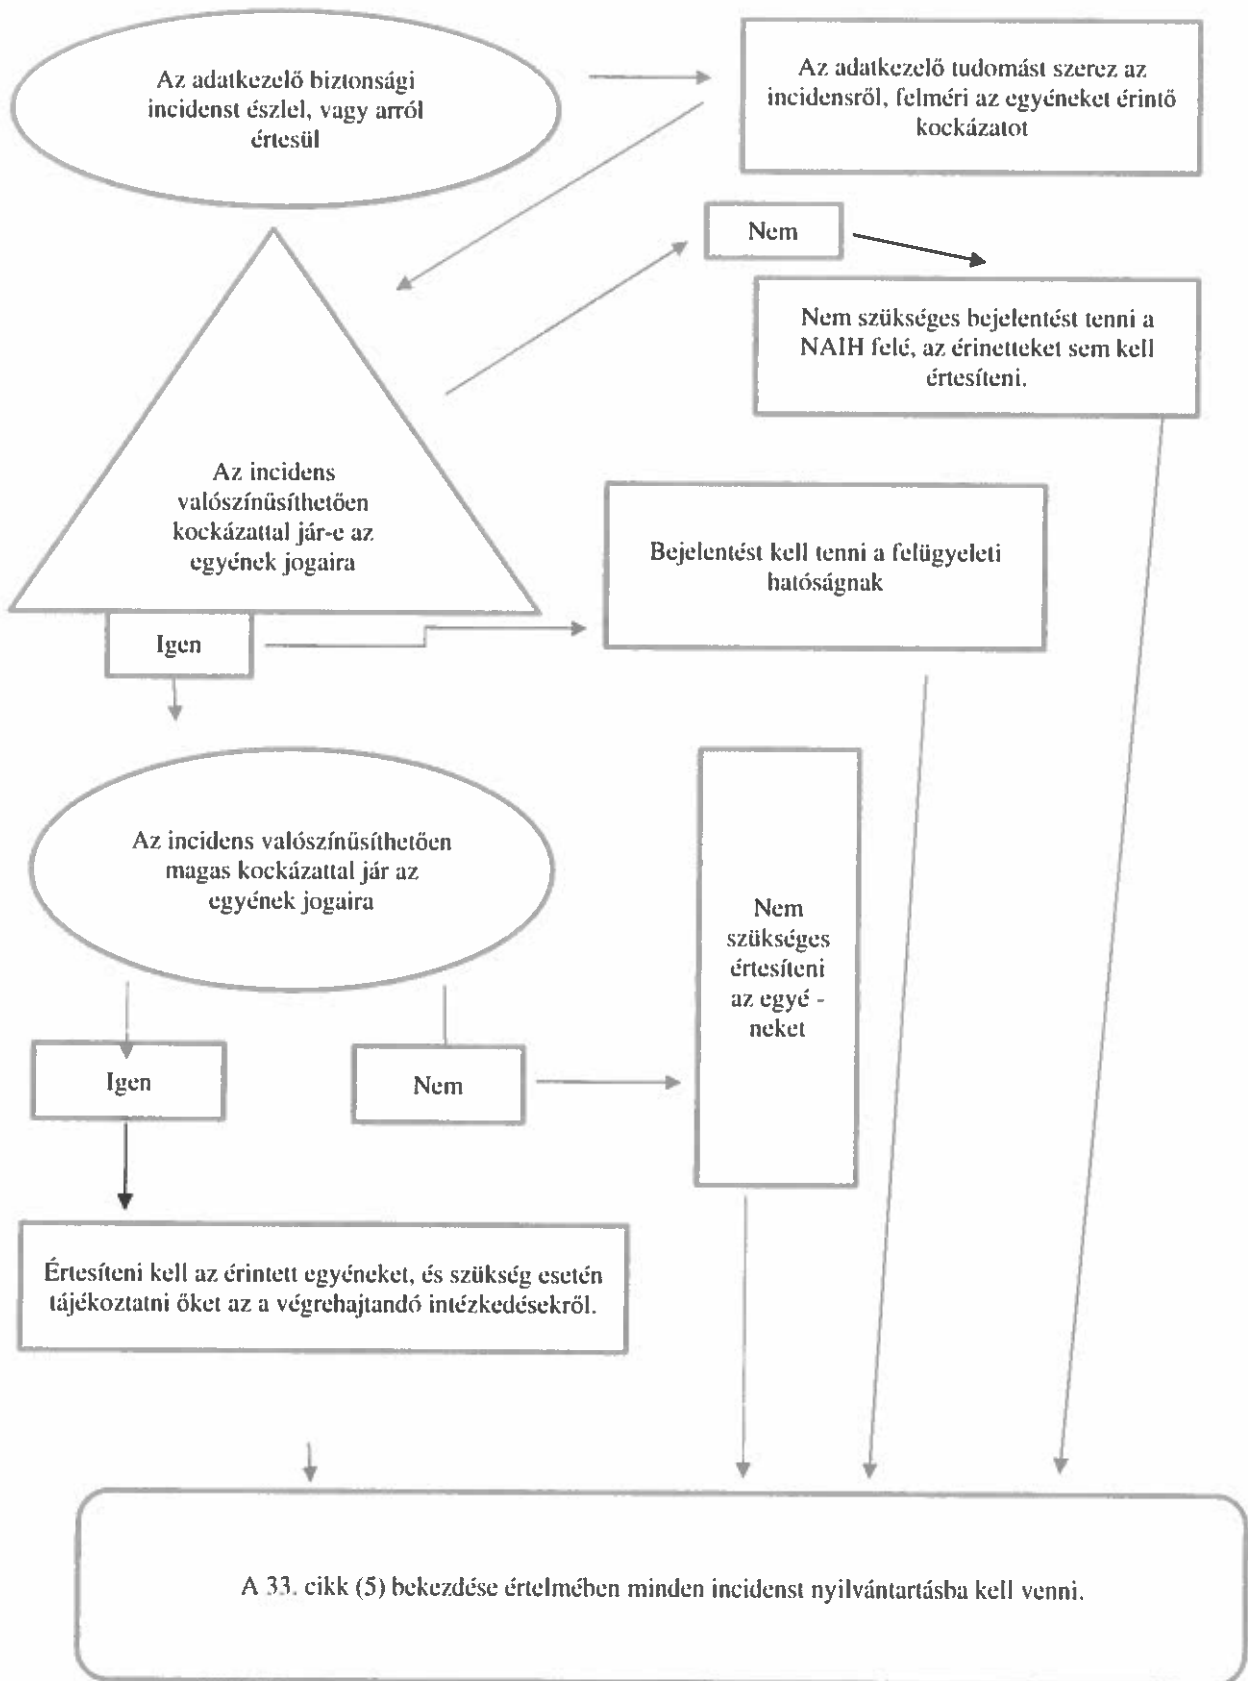 Az adatkezelő biztonsági
incidenst észlel, vagy arról
értesül
Az adatkezelő tudomást szerez az
incidensről, felméri az egyéneket érintő
kockázatot
Nem
Nem szükséges bejelentést tenni a
NAIH felé, az érinetteket sem kell
értesíteni.
Az incidens
valószínűsíthetően
kockázattal jár-e az
egyének jogaira
Bejelentést kell tenni a felügyeleti
hatóságnak
Igen
Az incidens valószínűsíthetően
magas kockázattal jár az
egyének jogaira
Nem
szükséges
értesíteni
az egyé -
neket
Igen
Nem
Értesíteni kell az érintett egyéneket, és szükség esetén
tájékoztatni őket az a végrehajtandó intézkedésekről.
A 33. cikk (5) bekezdése értelmében minden incidenst nyilvántartásba kell venni.